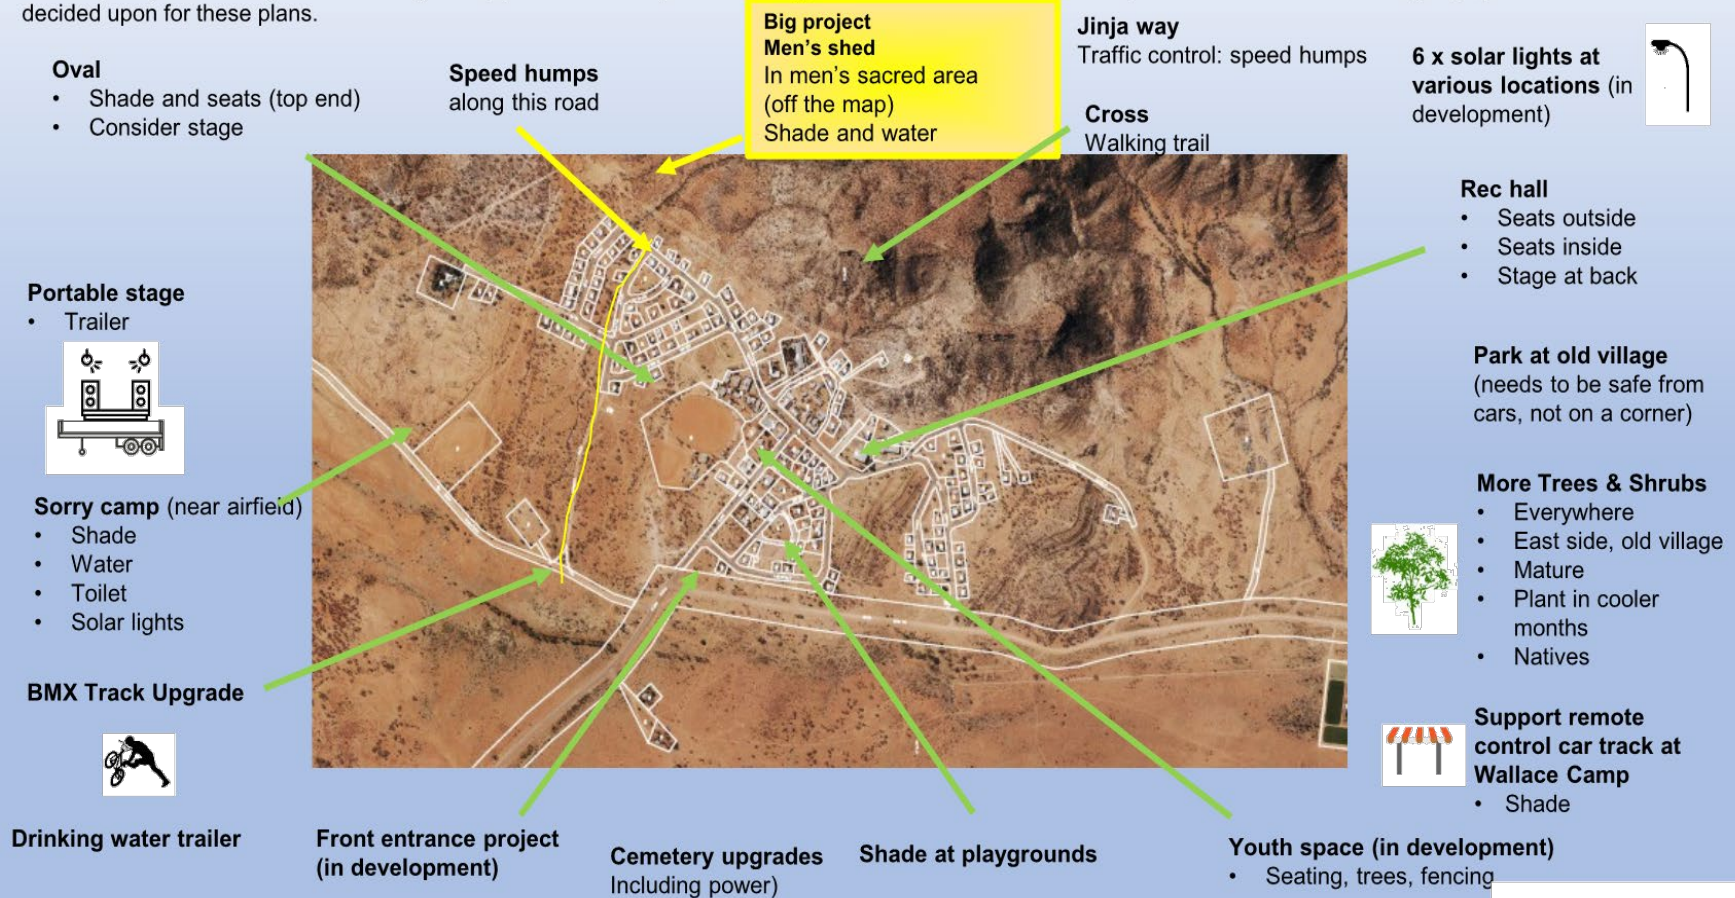 decided upon for these plans.
Oval
• Shade and seats (top end)
• Consider stage
Speed humps
along this road
Big project
Men's shed
In men's sacred area
(off the map)
Shade and water
Jinja way
Traffic control: speed humps
Cross
Walking trail
6 x solar lights at
various locations (in
development)
Rec hall
• Seats outside
• Seats inside
• Stage at back
Portable stage
• Trailer
Park at old village
(needs to be safe from
cars, not on a corner)
Sorry camp (near airfield)
• Shade
• Water
• Toilet
• Solar lights
More Trees & Shrubs
• Everywhere
• East side, old village
• Mature
• Plant in cooler
months
• Natives
BMX Track Upgrade
Support remote
control car track at
Wallace Camp
• Shade
Drinking water trailer
Front entrance project
(in development)
Cemetery upgrades
Including power)
Shade at playgrounds
Youth space (in development)
• Seating, trees, fencing